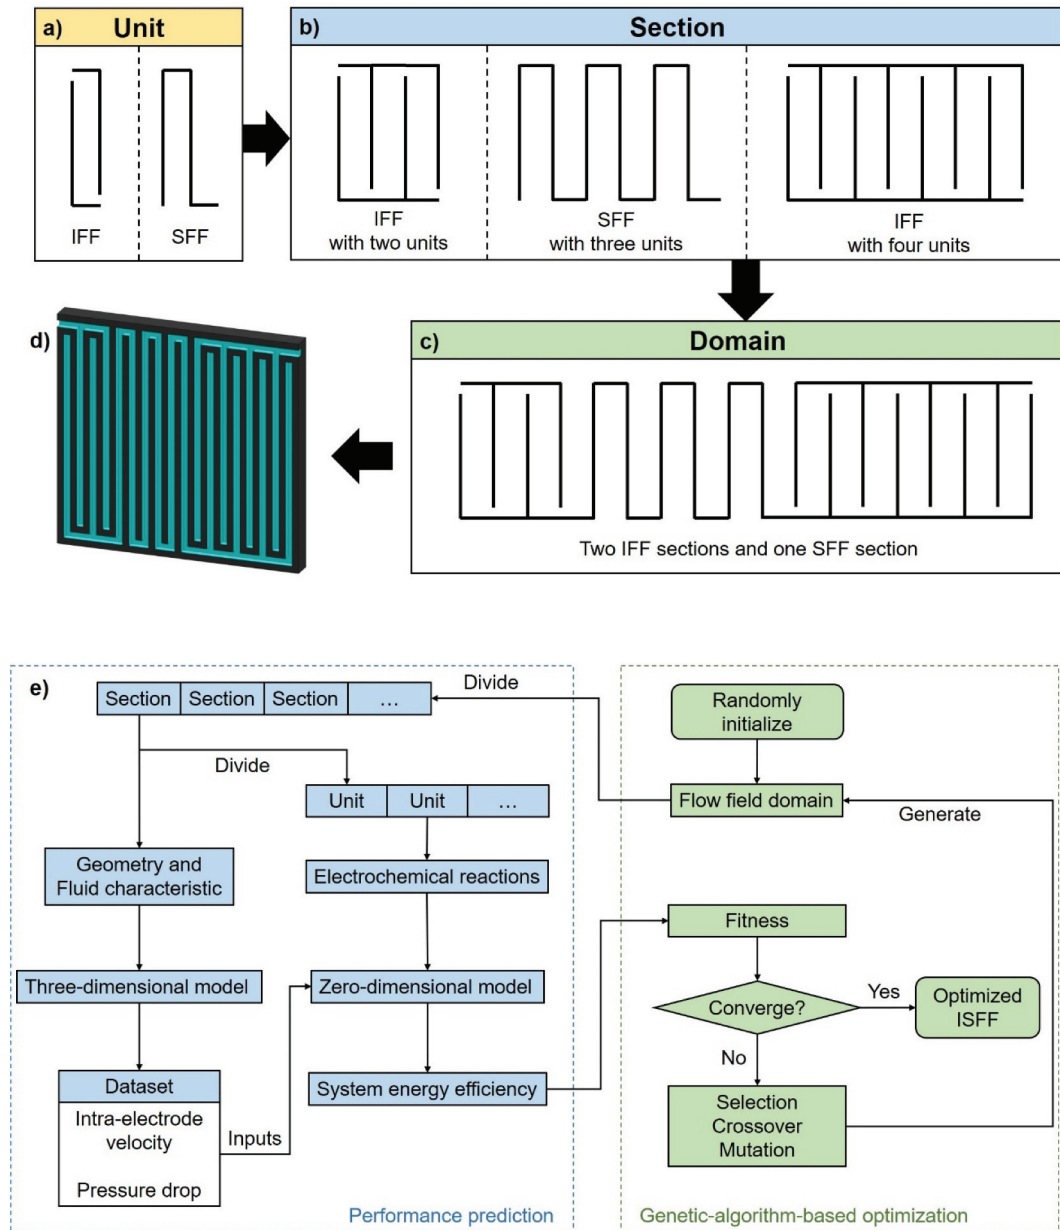 a)
Unit
IFF
SFF
b)
Section
IFF
with two units
SFF
with three units
IFF
with four units
c)
Domain
Two IFF sections and one SFF section
d)
e)
Section
Section
Section
…
Divide
Divide
Unit
Unit
…
Geometry and
Fluid characteristic
Electrochemical reactions
Three-dimensional model
Zero-dimensional model
Dataset
Intra-electrode
velocity
Pressure drop
Inputs
System energy efficiency
Performance prediction
Randomly
initialize
Flow field domain
Generate
Fitness
Converge?
Yes
Optimized
ISFF
No
Selection
Crossover
Mutation
Genetic-algorithm-based optimization